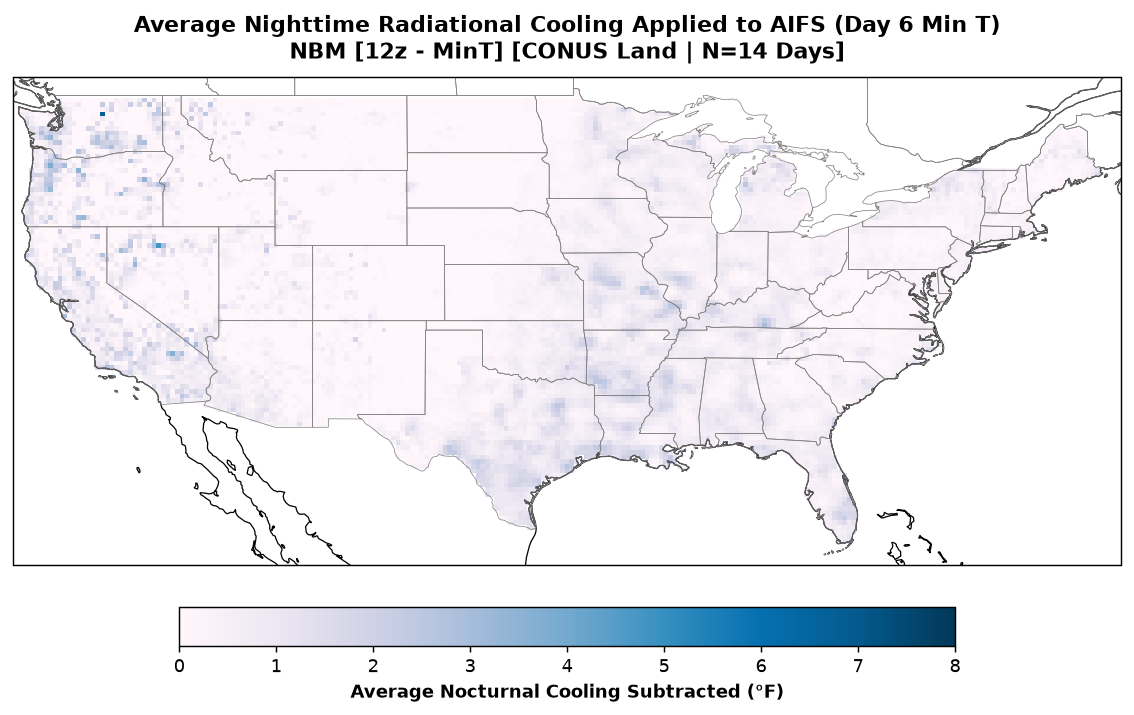 Average Nighttime Radiational Cooling Applied to AIFS (Day 6 Min T)
NBM [12z - MinT] [CONUS Land | N=14 Days]
0 1 2 3 4 5 6 7 8
Average Nocturnal Cooling Subtracted (°F)